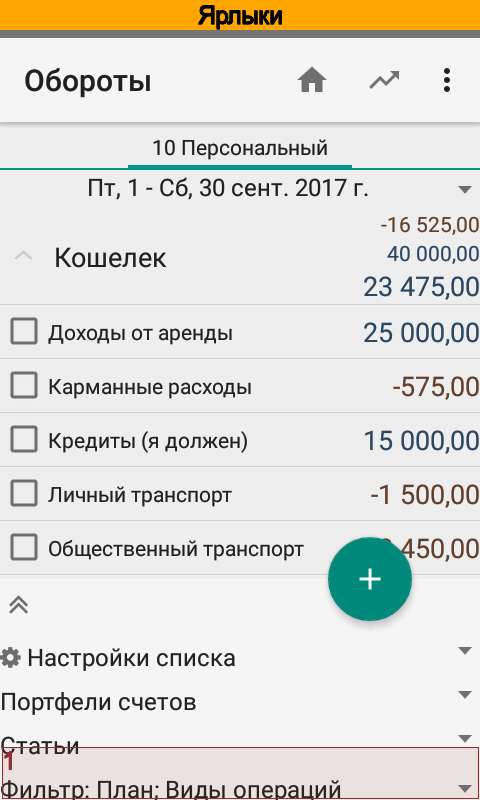 Ярлыки
Обороты
10 Персональный
Пт, 1 - Сб, 30 сент. 2017 г.
-16 525,00
Кошелек 40 000,00
23 475,00
Доходы от аренды 25 000,00
Карманные расходы -575,00
Кредиты (я должен) 15 000,00
Личный транспорт -1 500,00
Общественный транспорт 450,00
+
Настройки списка
Портфели счетов
Статьи
1
Фильтр: План; Виды операций